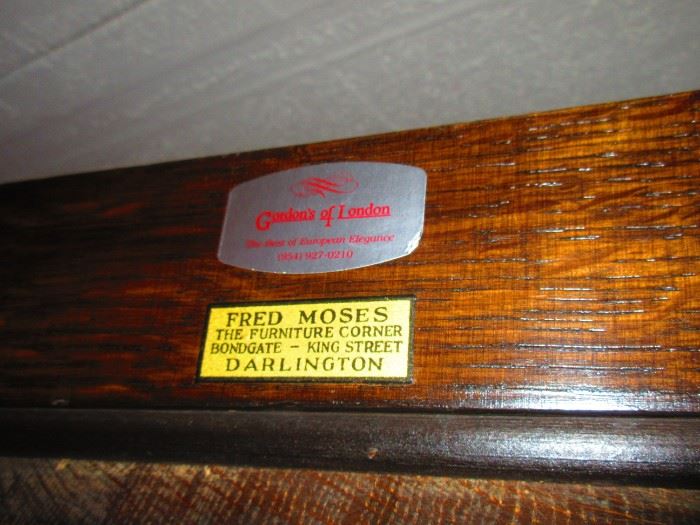 Gordon's of London
The Best of European Elegance
(954) 927-0210
FRED MOSES
THE FURNITURE CORNER
BONDGATE - KING STREET
DARLINGTON